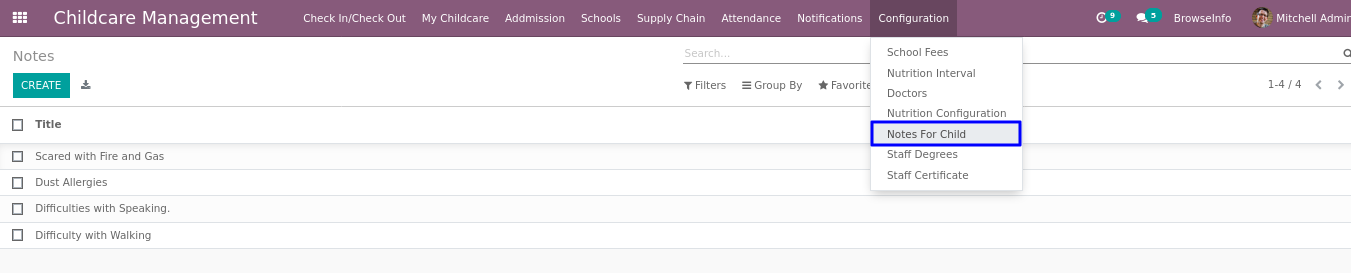 Childcare Management Check In/Check Out My Childcare Addmission Schools Supply Chain Attendance Notifications Configuration 9 5 BrowseInfo Mitchell Admin
Notes Search...
CREATE Filters Group By Favorite 1-4 / 4
School Fees
Nutrition Interval
Doctors
Nutrition Configuration
Notes For Child
Staff Degrees
Staff Certificate
Title
Scared with Fire and Gas
Dust Allergies
Difficulties with Speaking.
Difficulty with Walking